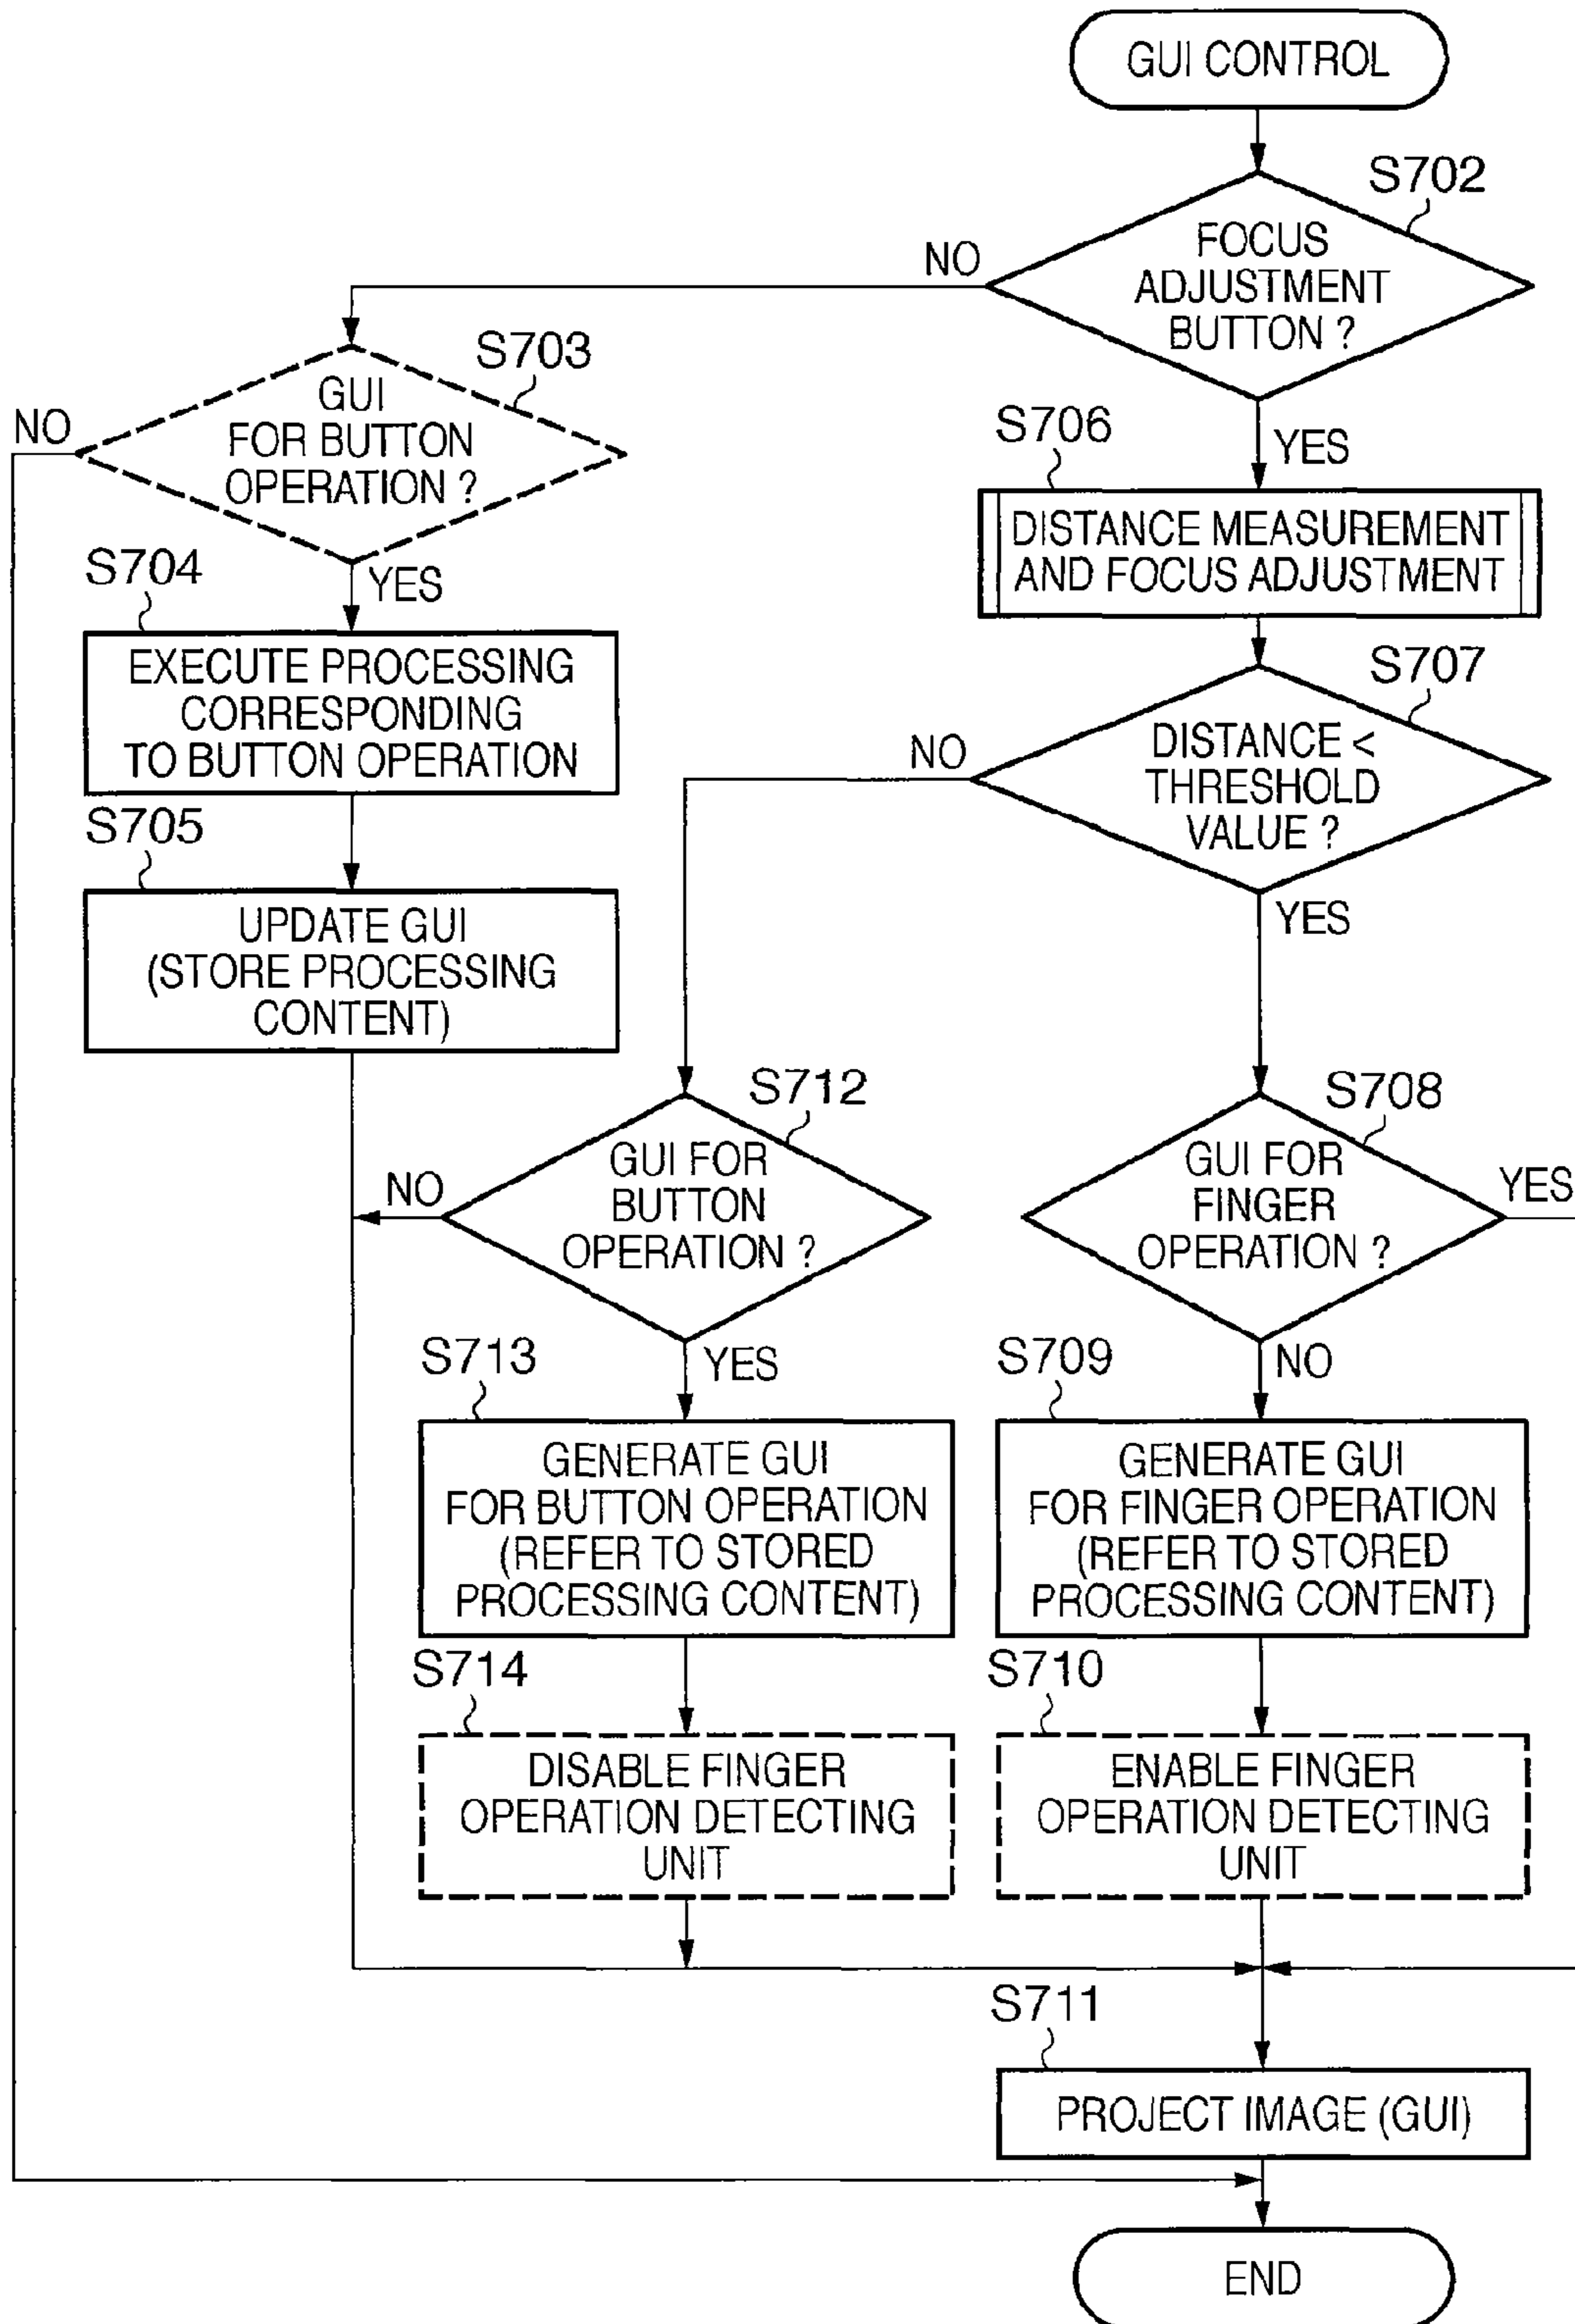 GUI CONTROL
S702
FOCUS
ADJUSTMENT
BUTTON ?
NO
YES
S703
GUI
FOR BUTTON
OPERATION ?
NO
YES
S704
EXECUTE PROCESSING
CORRESPONDING
TO BUTTON OPERATION
S705
UPDATE GUI
(STORE PROCESSING
CONTENT)
S706
DISTANCE MEASUREMENT
AND FOCUS ADJUSTMENT
S707
DISTANCE <
THRESHOLD
VALUE ?
NO
YES
S712
GUI FOR
BUTTON
OPERATION ?
NO
YES
S713
GENERATE GUI
FOR BUTTON OPERATION
(REFER TO STORED
PROCESSING CONTENT)
S714
DISABLE FINGER
OPERATION DETECTING
UNIT
S708
GUI FOR
FINGER
OPERATION ?
YES
NO
S709
GENERATE GUI
FOR FINGER OPERATION
(REFER TO STORED
PROCESSING CONTENT)
S710
ENABLE FINGER
OPERATION DETECTING
UNIT
S711
PROJECT IMAGE (GUI)
END